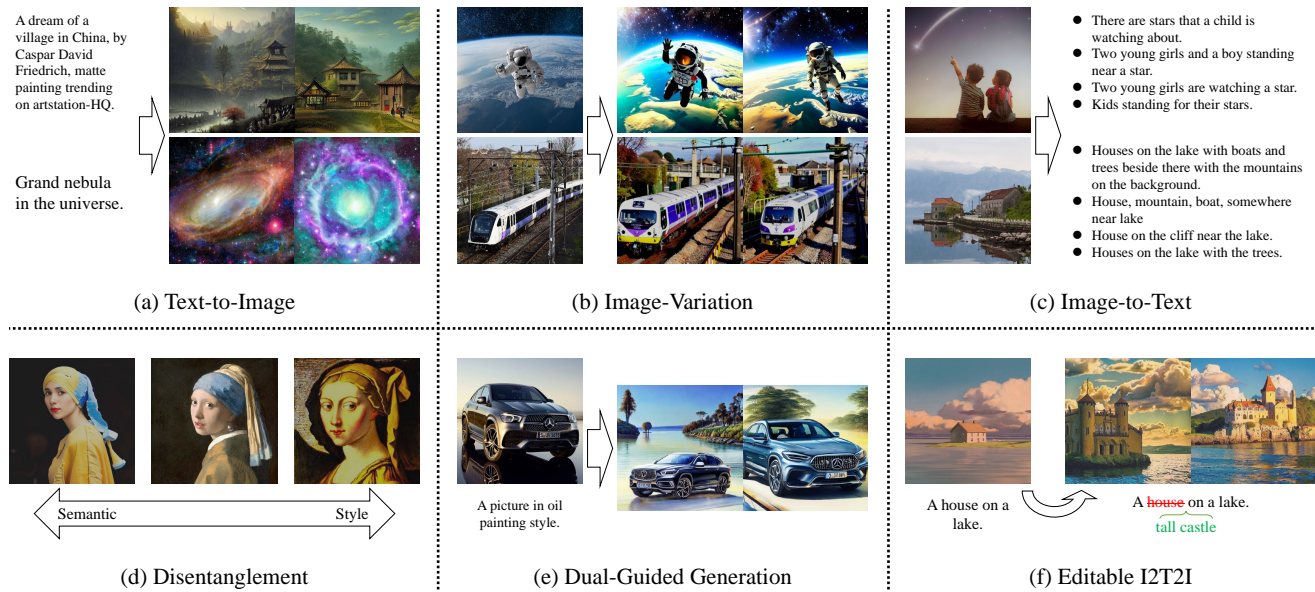 A dream of a
village in China, by
Caspar David
Friedrich, matte
painting trending
on artstation-HQ.
Grand nebula
in the universe.
(a) Text-to-Image
(b) Image-Variation
● There are stars that a child is
watching about.
● Two young girls and a boy standing
near a star.
● Two young girls are watching a star.
● Kids standing for their stars.
● Houses on the lake with boats and
trees beside there with the mountains
on the background.
● House, mountain, boat, somewhere
near lake
● House on the cliff near the lake.
● Houses on the lake with the trees.
(c) Image-to-Text
Semantic
Style
(d) Disentanglement
A picture in oil
painting style.
(e) Dual-Guided Generation
A house on a
lake.
A house on a lake.
tall castle
(f) Editable I2T2I